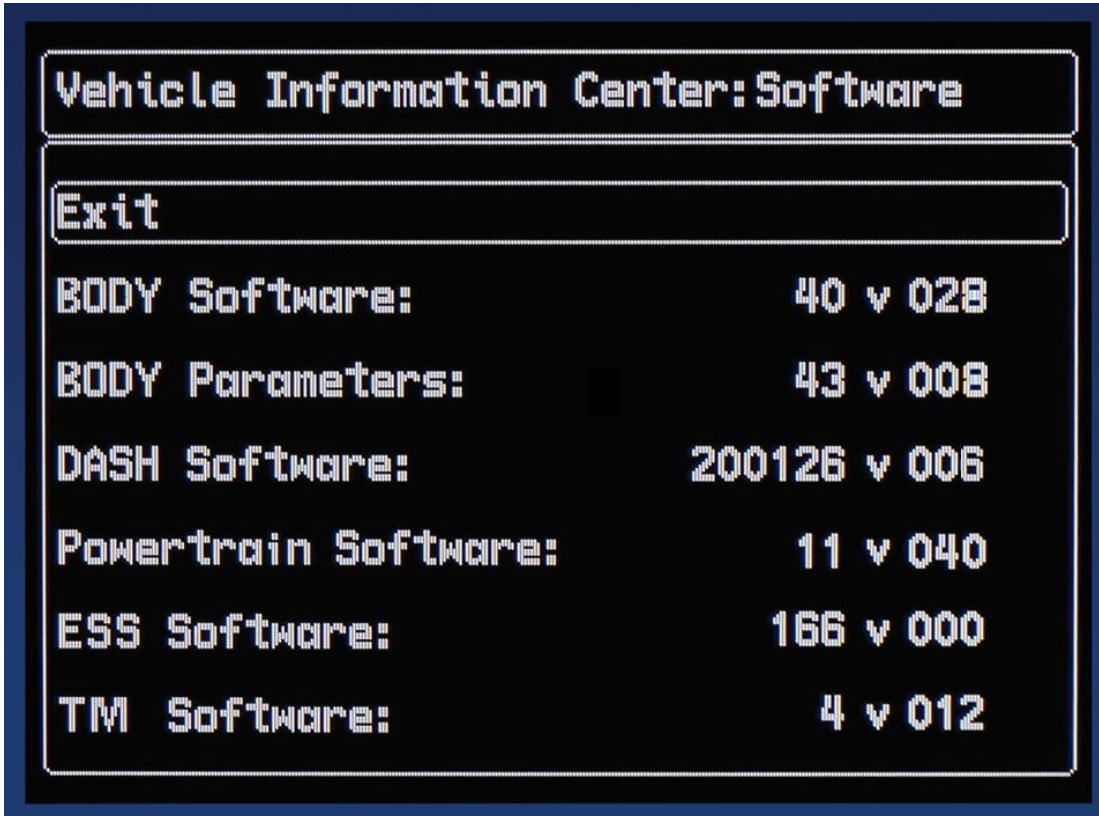 Vehicle Information Center:Software
Exit
BODY Software: 40 v 028
BODY Parameters: 43 v 008
DASH Software: 200126 v 006
Powertrain Software: 11 v 040
ESS Software: 166 v 000
TM Software: 4 v 012